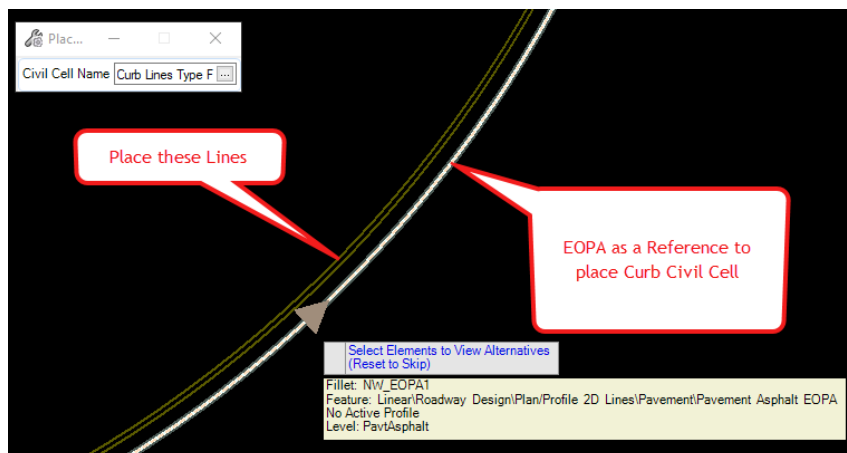 Plac...
Civil Cell Name Curb Lines Type F ...
Place these Lines
EOPA as a Reference to
place Curb Civil Cell
Select Elements to View Alternatives
(Reset to Skip)
Fillet: NW_EOPA1
Feature: Linear\Roadway Design\Plan/Profile 2D Lines\Pavement\Pavement Asphalt EOPA
No Active Profile
Level: PavtAsphalt